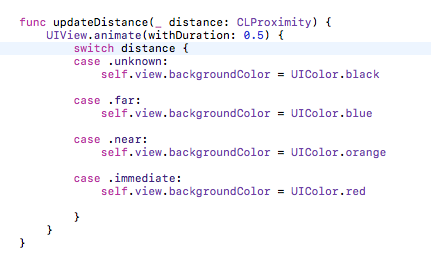 func updateDistance(_ distance: CLProximity) {
    UIView.animate(withDuration: 0.5) {
        switch distance {
        case .unknown:
            self.view.backgroundColor = UIColor.black

        case .far:
            self.view.backgroundColor = UIColor.blue

        case .near:
            self.view.backgroundColor = UIColor.orange

        case .immediate:
            self.view.backgroundColor = UIColor.red

        }
    }
}